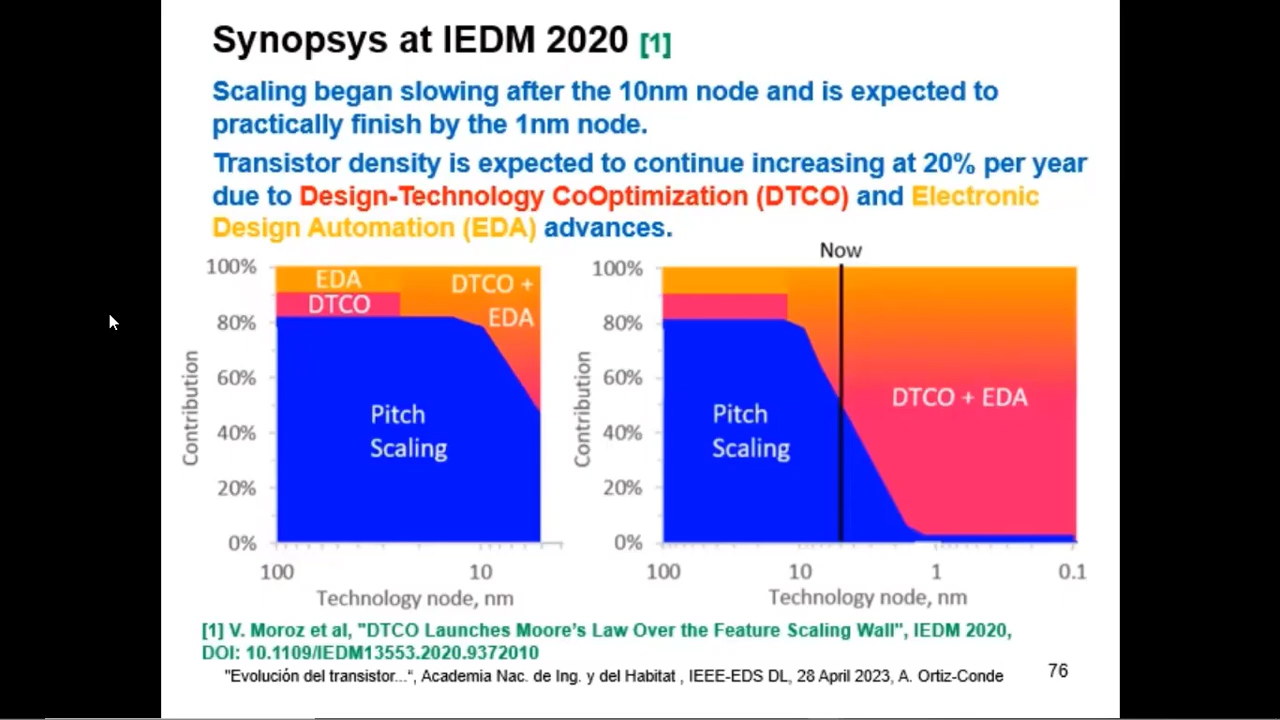 Synopsys at IEDM 2020 [1]
Scaling began slowing after the 10nm node and is expected to
practically finish by the 1nm node.
Transistor density is expected to continue increasing at 20% per year
due to Design-Technology CoOptimization (DTCO) and Electronic
Design Automation (EDA) advances.
100%
80%
60%
40%
20%
0%
Contribution
EDA
DTCO
DTCO +
EDA
Pitch
Scaling
100
10
Technology node, nm
Now
100%
80%
60%
40%
20%
0%
Contribution
Pitch
Scaling
DTCO + EDA
100
10
1
0.1
Technology node, nm
[1] V. Moroz et al, "DTCO Launches Moore's Law Over the Feature Scaling Wall", IEDM 2020,
DOI: 10.1109/IEDM13553.2020.9372010
"Evolución del transistor...“, Academia Nac. de Ing. y del Habitat , IEEE-EDS DL, 28 April 2023, A. Ortiz-Conde
76